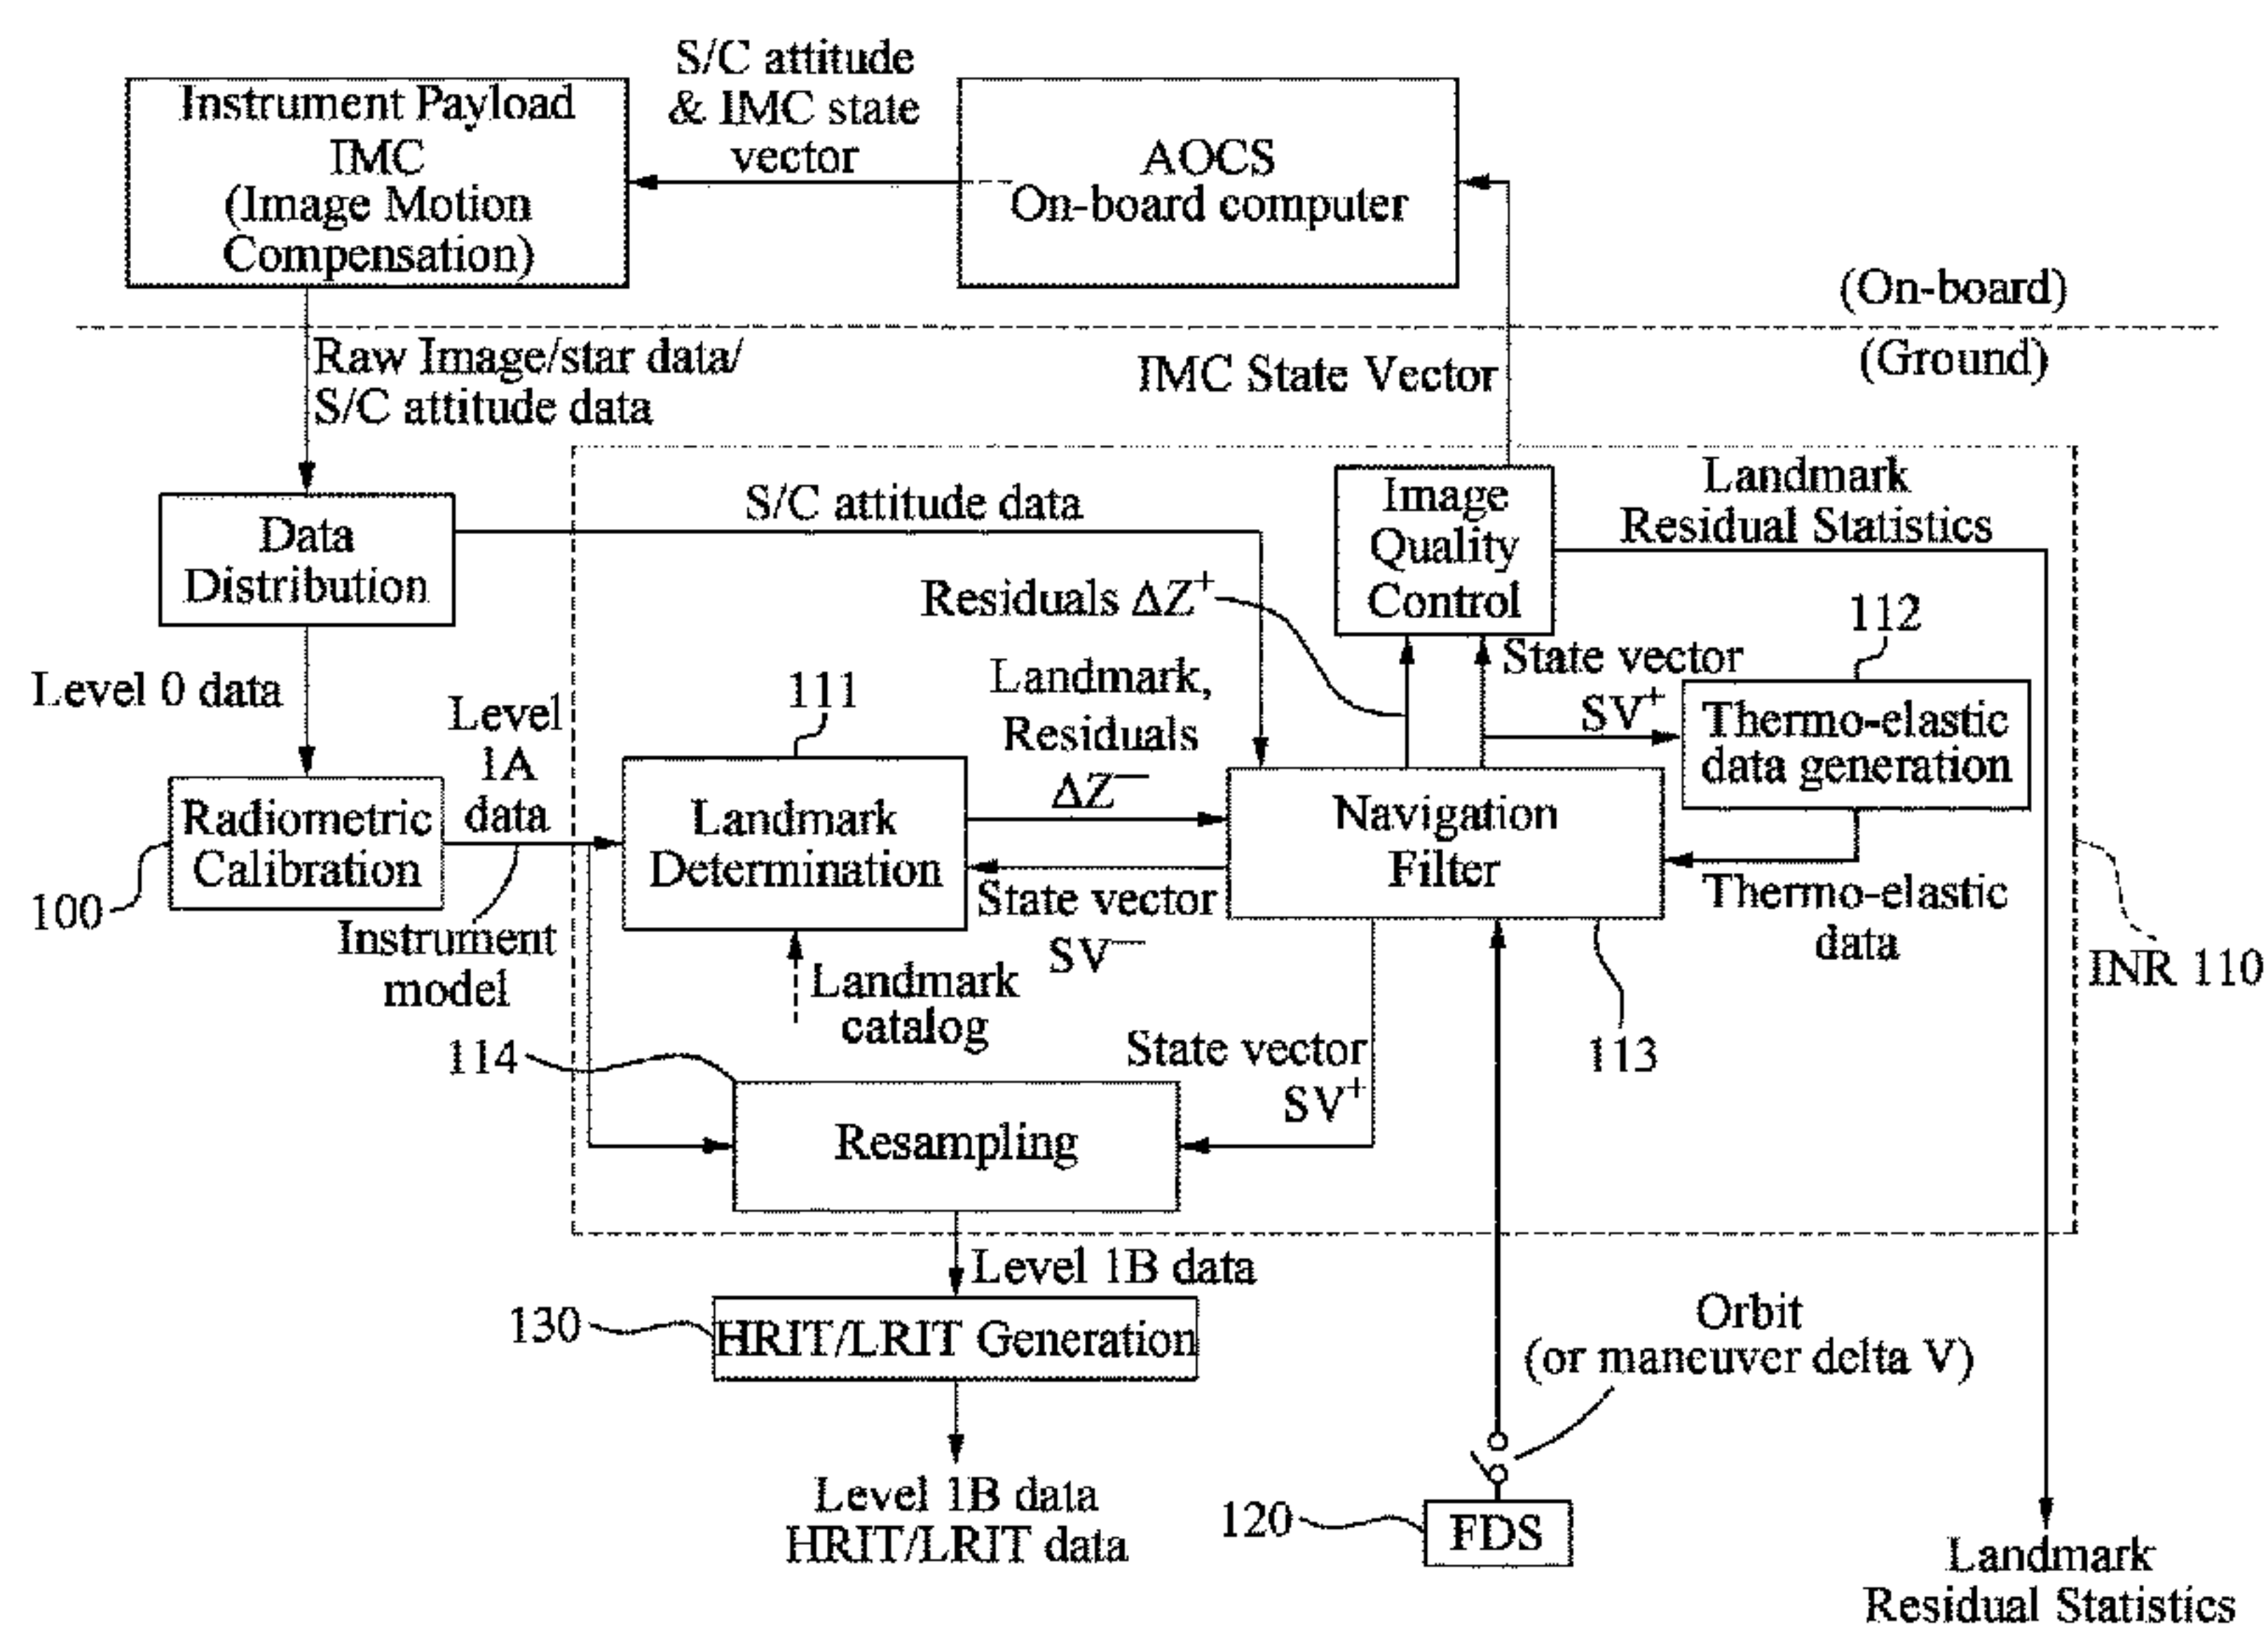 S/C attitude
& IMC state
vector
Instrument Payload
IMC
(Image Motion
Compensation)
AOCS
On-board computer
(On-board)
(Ground)
Raw Image/star data/
S/C attitude data
IMC State Vector
Data
Distribution
S/C attitude data
Image
Quality
Control
Landmark
Residual Statistics
Residuals ΔZ⁺
112
State vector
SV⁺
Level 0 data
Level
1A
data
111
Landmark,
Residuals
ΔZ⁻
Thermo-elastic
data generation
Radiometric
Calibration
100
Landmark
Determination
Navigation
Filter
State vector
SV⁻
Thermo-elastic
data
INR 110
Instrument
model
Landmark
catalog
114
State vector
SV⁺
113
Resampling
Level 1B data
130
HRIT/LRIT Generation
Orbit
(or maneuver delta V)
Level 1B data
HRIT/LRIT data
120
FDS
Landmark
Residual Statistics